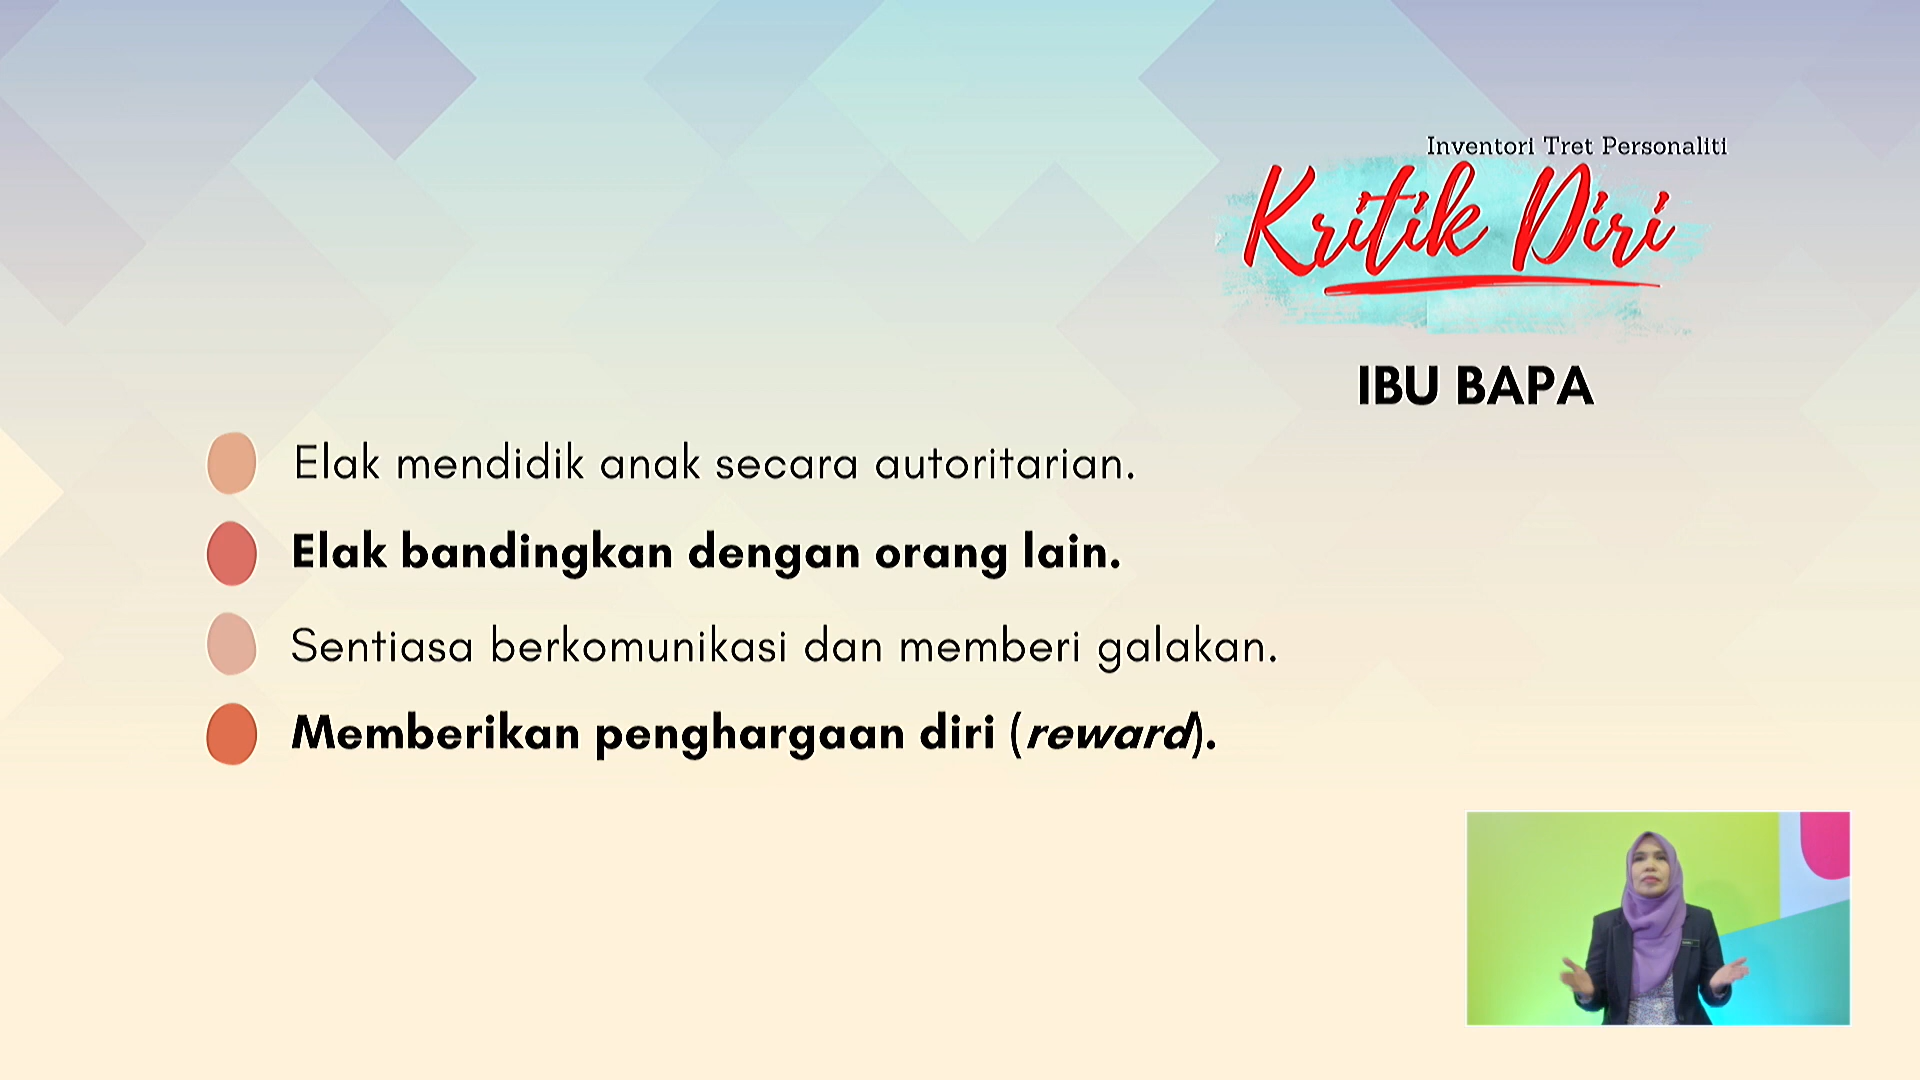 Inventori Tret Personaliti
Kritik Diri
IBU BAPA
Elak mendidik anak secara autoritarian.
Elak bandingkan dengan orang lain.
Sentiasa berkomunikasi dan memberi galakan.
Memberikan penghargaan diri (reward).